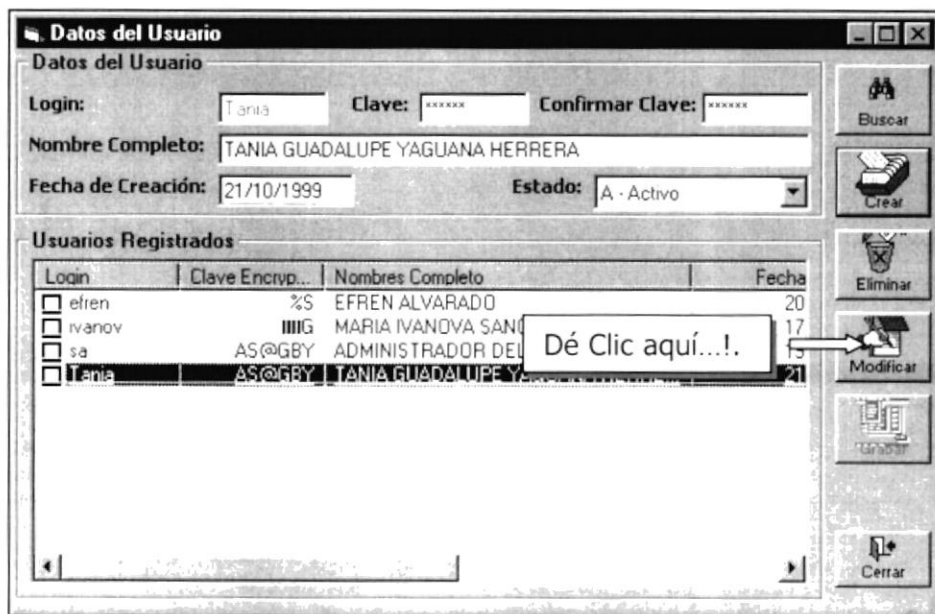 Datos del Usuario
Datos del Usuario
Login: Tania Clave: xxxxxx Confirmar Clave: xxxxxx
Nombre Completo: TANIA GUADALUPE YAGUANA HERRERA
Fecha de Creación: 21/10/1999 Estado: A - Activo
Usuarios Registrados
Login Clave Encryp... Nombres Completo Fecha
efren %S EFREN ALVARADO 20
ivanov G MARIA IVANOVA 17
sa AS@GBY ADMINISTRADOR DEL
Tania AS@GBY TANIA GUADALUPE 21
Dé Clic aquí...!.
Buscar
Crear
Eliminar
Modificar
Grabar
Cerrar